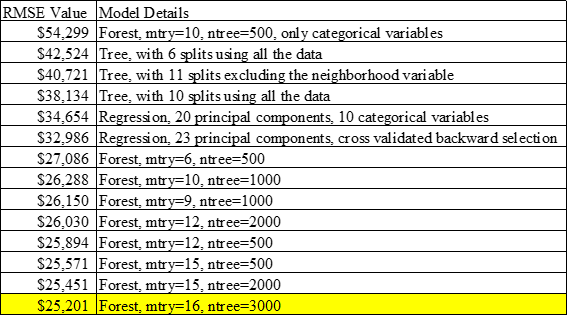 RMSE Value Model Details
$54,299 Forest, mtry=10, ntree=500, only categorical variables
$42,524 Tree, with 6 splits using all the data
$40,721 Tree, with 11 splits excluding the neighborhood variable
$38,134 Tree, with 10 splits using all the data
$34,654 Regression, 20 principal components, 10 categorical variables
$32,986 Regression, 23 principal components, cross validated backward selection
$27,086 Forest, mtry=6, ntree=500
$26,288 Forest, mtry=10, ntree=1000
$26,150 Forest, mtry=9, ntree=1000
$26,030 Forest, mtry=12, ntree=2000
$25,894 Forest, mtry=12, ntree=500
$25,571 Forest, mtry=15, ntree=500
$25,451 Forest, mtry=15, ntree=2000
$25,201 Forest, mtry=16, ntree=3000